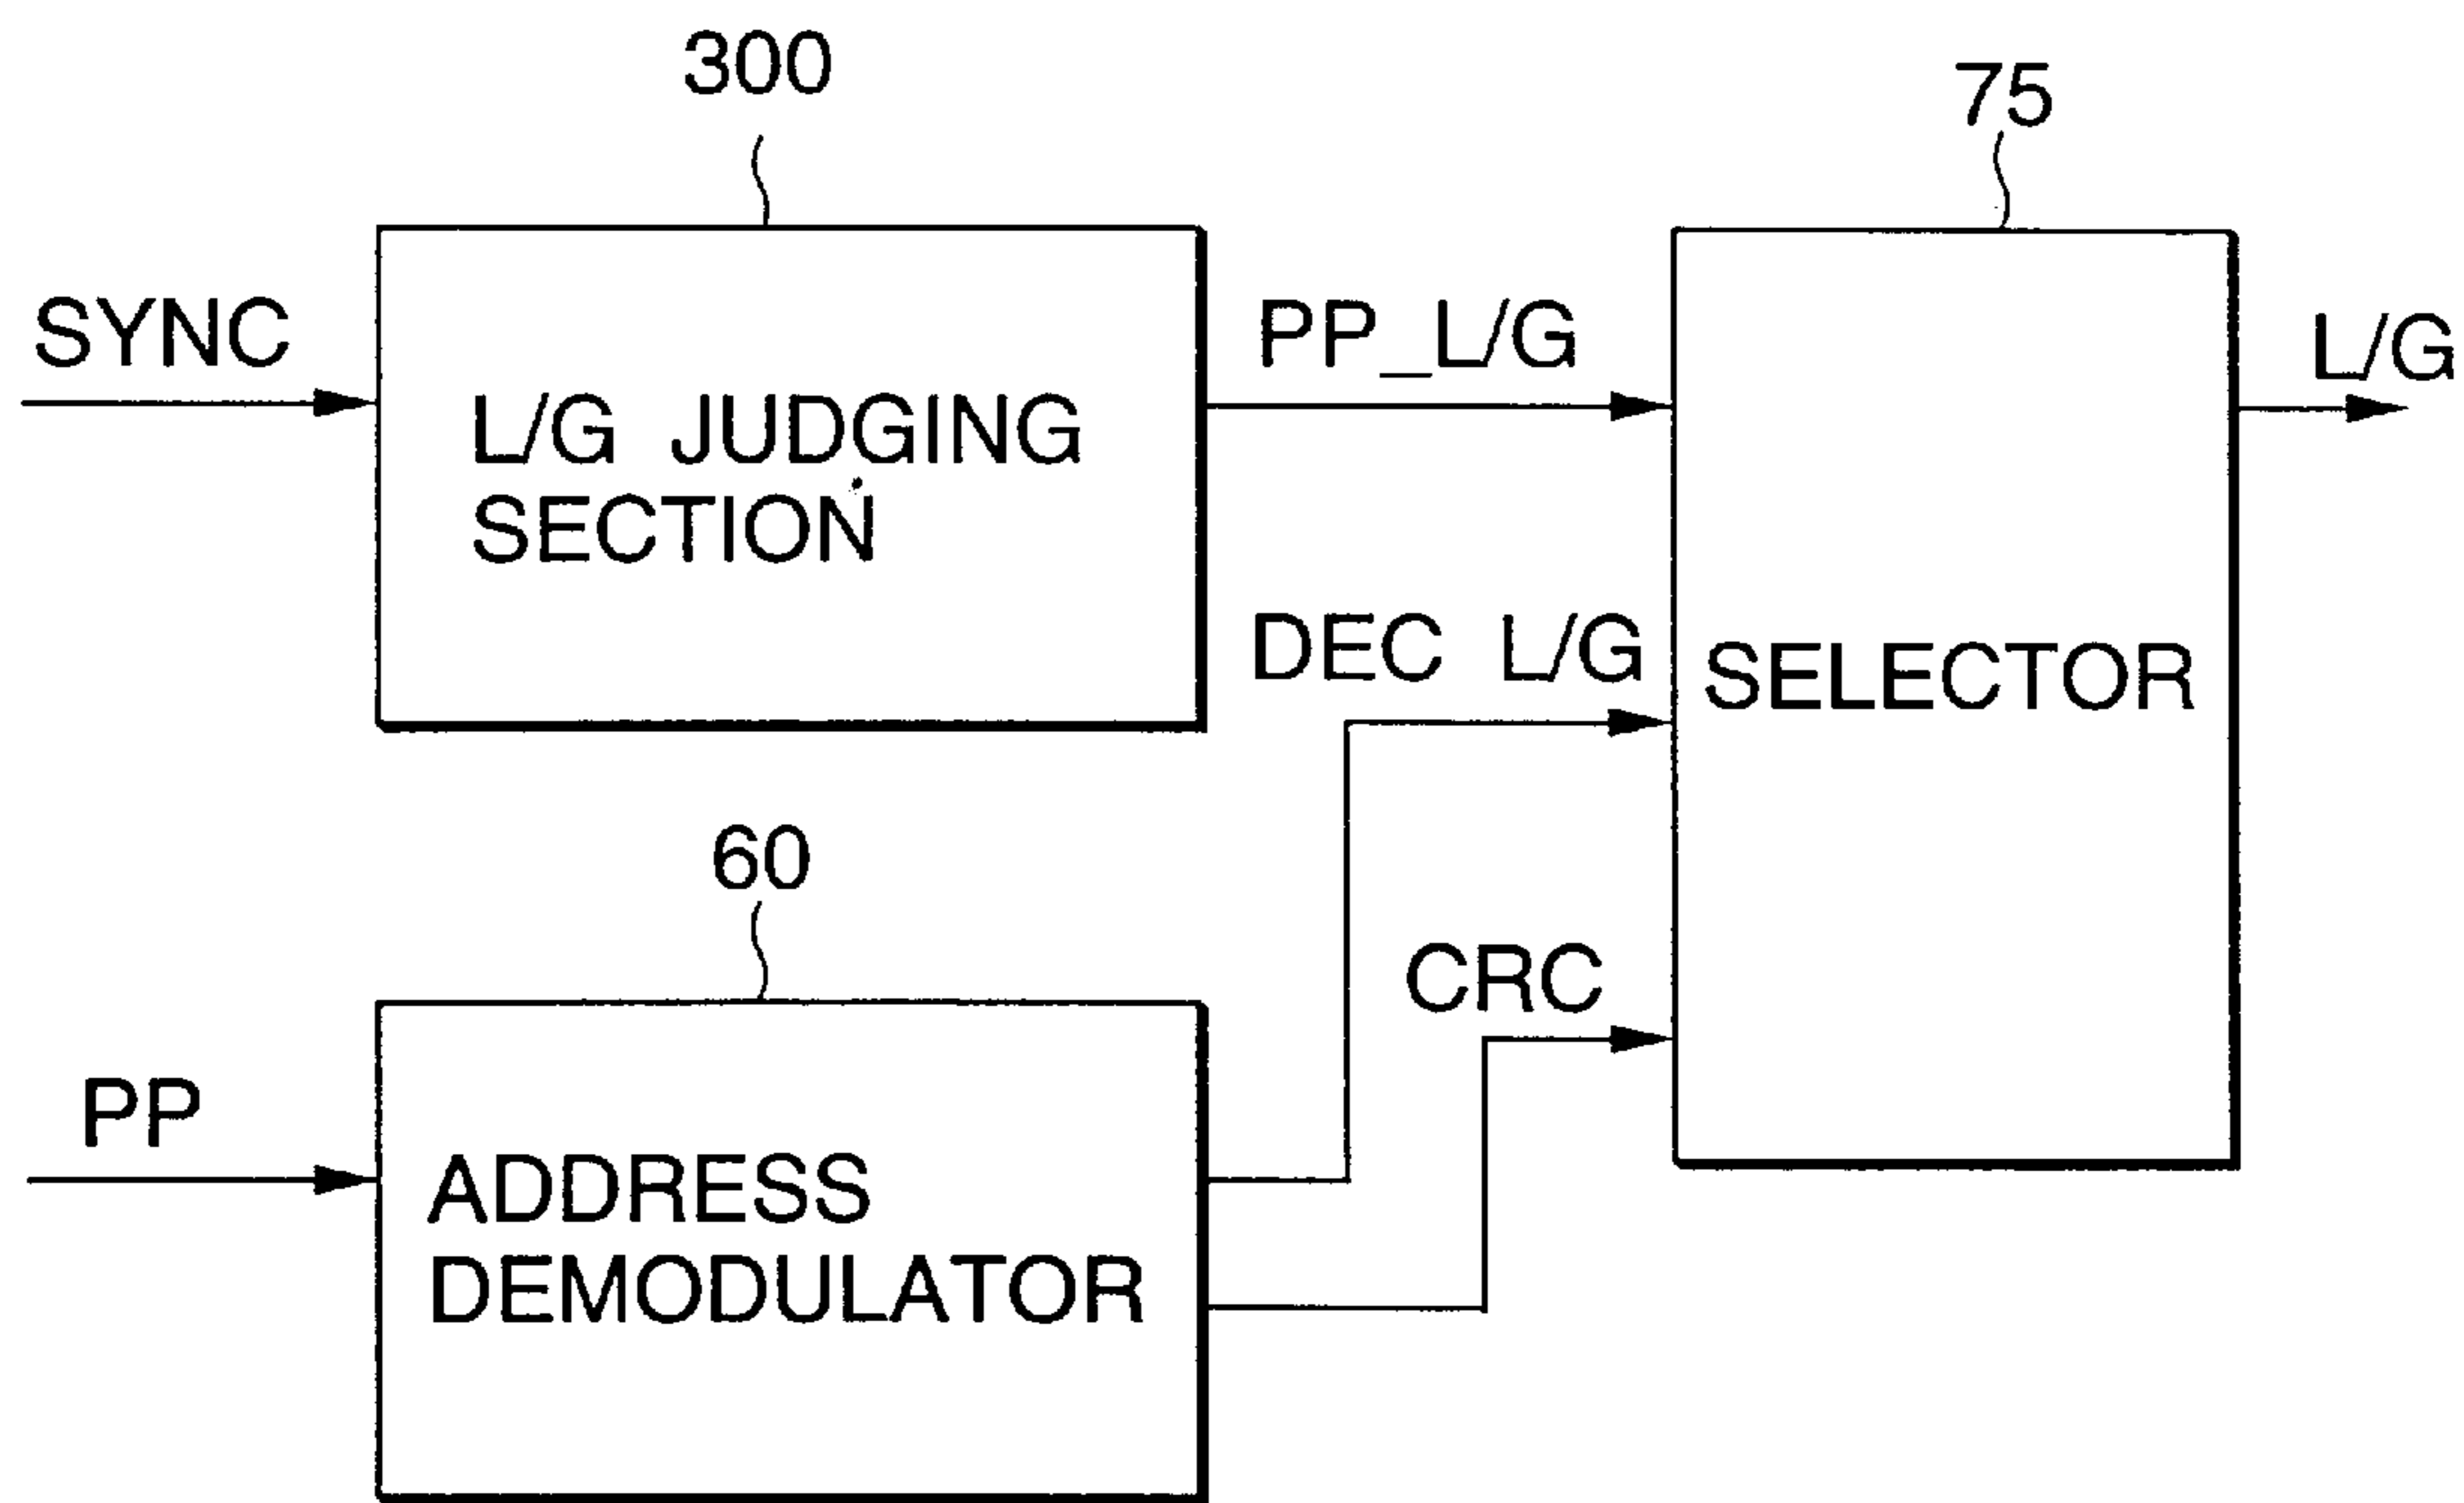 300
75
SYNC
L/G JUDGING
SECTION
PP_L/G
L/G
DEC L/G
SELECTOR
60
CRC
PP
ADDRESS
DEMODULATOR